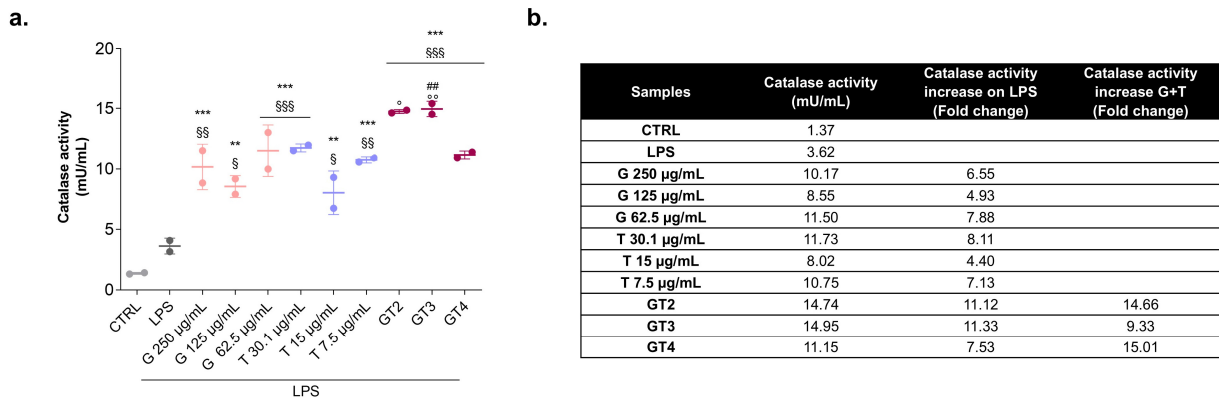 a.
b.
Catalase activity
(mU/mL)
20
15
10
5
0
***
§§
**
§
***
§§§
**
§
***
§§
***
§§§
°
##
°°
CTRL
LPS
G 250 µg/mL
G 125 µg/mL
G 62.5 µg/mL
T 30.1 µg/mL
T 15 µg/mL
T 7.5 µg/mL
GT2
GT3
GT4
LPS
Samples Catalase activity (mU/mL) Catalase activity increase on LPS (Fold change) Catalase activity increase G+T (Fold change)
CTRL 1.37
LPS 3.62
G 250 µg/mL 10.17 6.55
G 125 µg/mL 8.55 4.93
G 62.5 µg/mL 11.50 7.88
T 30.1 µg/mL 11.73 8.11
T 15 µg/mL 8.02 4.40
T 7.5 µg/mL 10.75 7.13
GT2 14.74 11.12 14.66
GT3 14.95 11.33 9.33
GT4 11.15 7.53 15.01